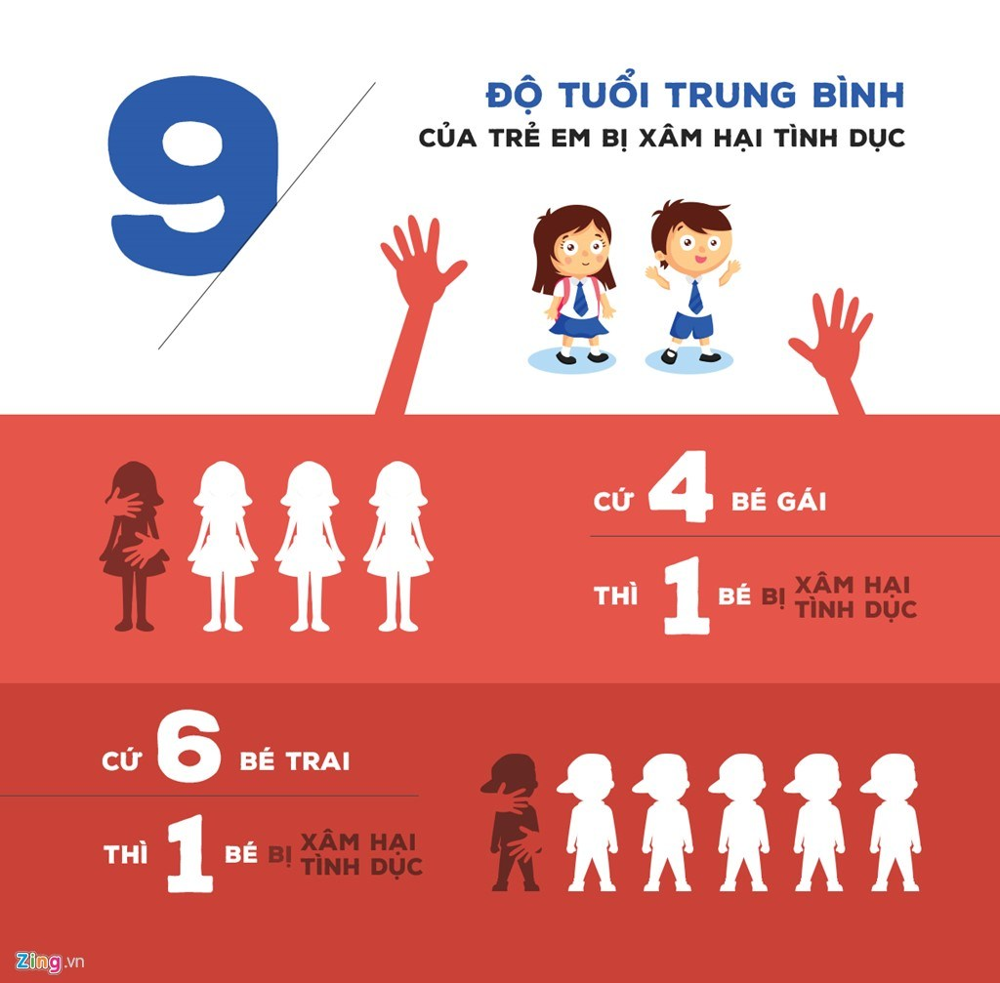 9
ĐỘ TUỔI TRUNG BÌNH
CỦA TRẺ EM BỊ XÂM HẠI TÌNH DỤC
CỨ 4 BÉ GÁI
THÌ 1 BÉ BỊ XÂM HẠI
TÌNH DỤC
CỨ 6 BÉ TRAI
THÌ 1 BÉ BỊ XÂM HẠI
TÌNH DỤC
Zing.vn